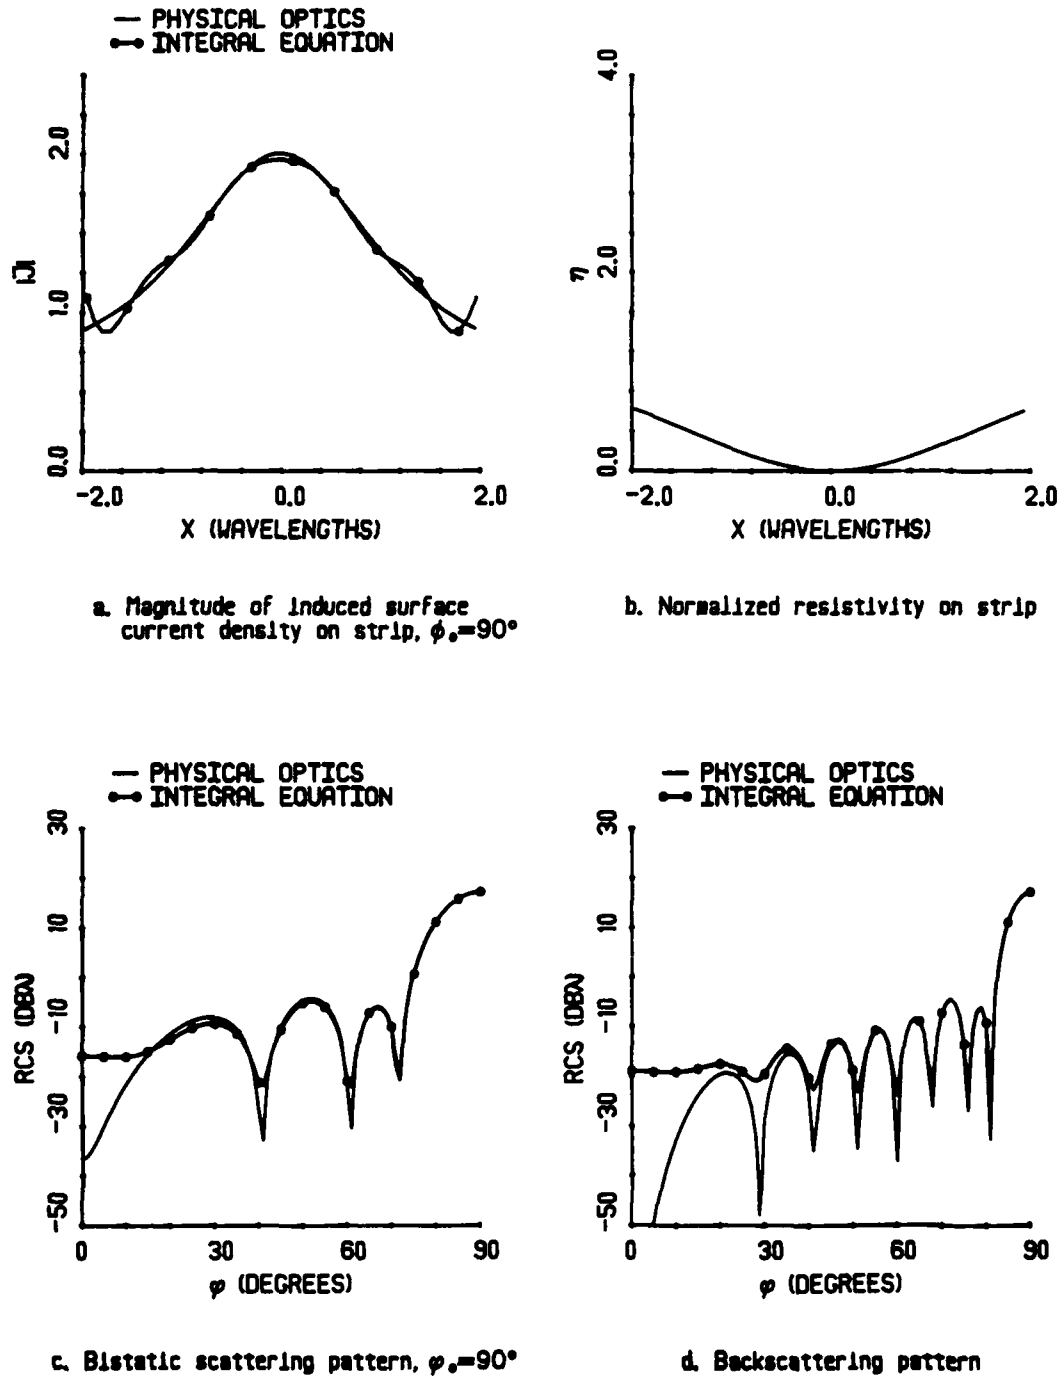 PHYSICAL OPTICS
INTEGRAL EQUATION
2.0
1.0
0.0
|J|
-2.0 0.0 2.0
X (WAVELENGTHS)
a. Magnitude of induced surface
current density on strip, φ₀=90°
4.0
2.0
0.0
η
-2.0 0.0 2.0
X (WAVELENGTHS)
b. Normalized resistivity on strip
PHYSICAL OPTICS
INTEGRAL EQUATION
30
10
-10
-30
-50
RCS (DBλ)
0 30 60 90
φ (DEGREES)
c. Bistatic scattering pattern, φ₀=90°
PHYSICAL OPTICS
INTEGRAL EQUATION
30
10
-10
-30
-50
RCS (DBλ)
0 30 60 90
φ (DEGREES)
d. Backscattering pattern